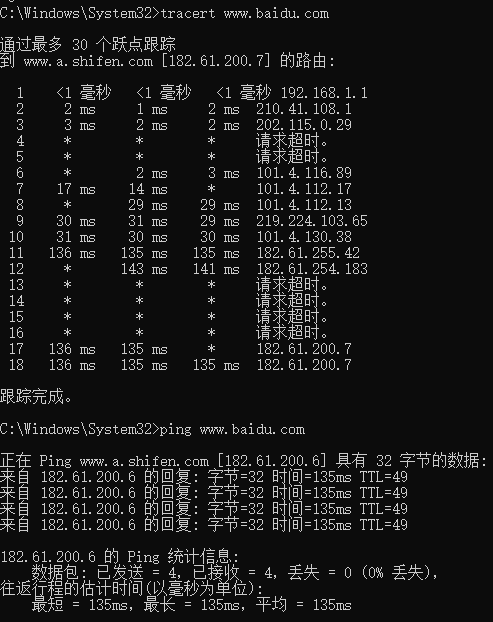 C:\Windows\System32>tracert www.baidu.com
通过最多 30 个跃点跟踪
到 www.a.shifen.com [182.61.200.7] 的路由:
1 <1 毫秒 <1 毫秒 <1 毫秒 192.168.1.1
2 2 ms 1 ms 2 ms 210.41.108.1
3 3 ms 2 ms 2 ms 202.115.0.29
4 * * * 请求超时。
5 * * * 请求超时。
6 * 2 ms 3 ms 101.4.116.89
7 17 ms 14 ms * 101.4.112.17
8 * 29 ms 29 ms 101.4.112.13
9 30 ms 31 ms 29 ms 219.224.103.65
10 31 ms 30 ms 30 ms 101.4.130.38
11 136 ms 135 ms 135 ms 182.61.255.42
12 * 143 ms 141 ms 182.61.254.183
13 * * * 请求超时。
14 * * * 请求超时。
15 * * * 请求超时。
16 * * * 请求超时。
17 136 ms 135 ms * 182.61.200.7
18 136 ms 135 ms 135 ms 182.61.200.7
跟踪完成。
C:\Windows\System32>ping www.baidu.com
正在 Ping www.a.shifen.com [182.61.200.6] 具有 32 字节的数据:
来自 182.61.200.6 的回复: 字节=32 时间=135ms TTL=49
来自 182.61.200.6 的回复: 字节=32 时间=135ms TTL=49
来自 182.61.200.6 的回复: 字节=32 时间=135ms TTL=49
来自 182.61.200.6 的回复: 字节=32 时间=135ms TTL=49
182.61.200.6 的 Ping 统计信息:
数据包: 已发送 = 4, 已接收 = 4, 丢失 = 0 (0% 丢失),
往返行程的估计时间(以毫秒为单位):
最短 = 135ms, 最长 = 135ms, 平均 = 135ms